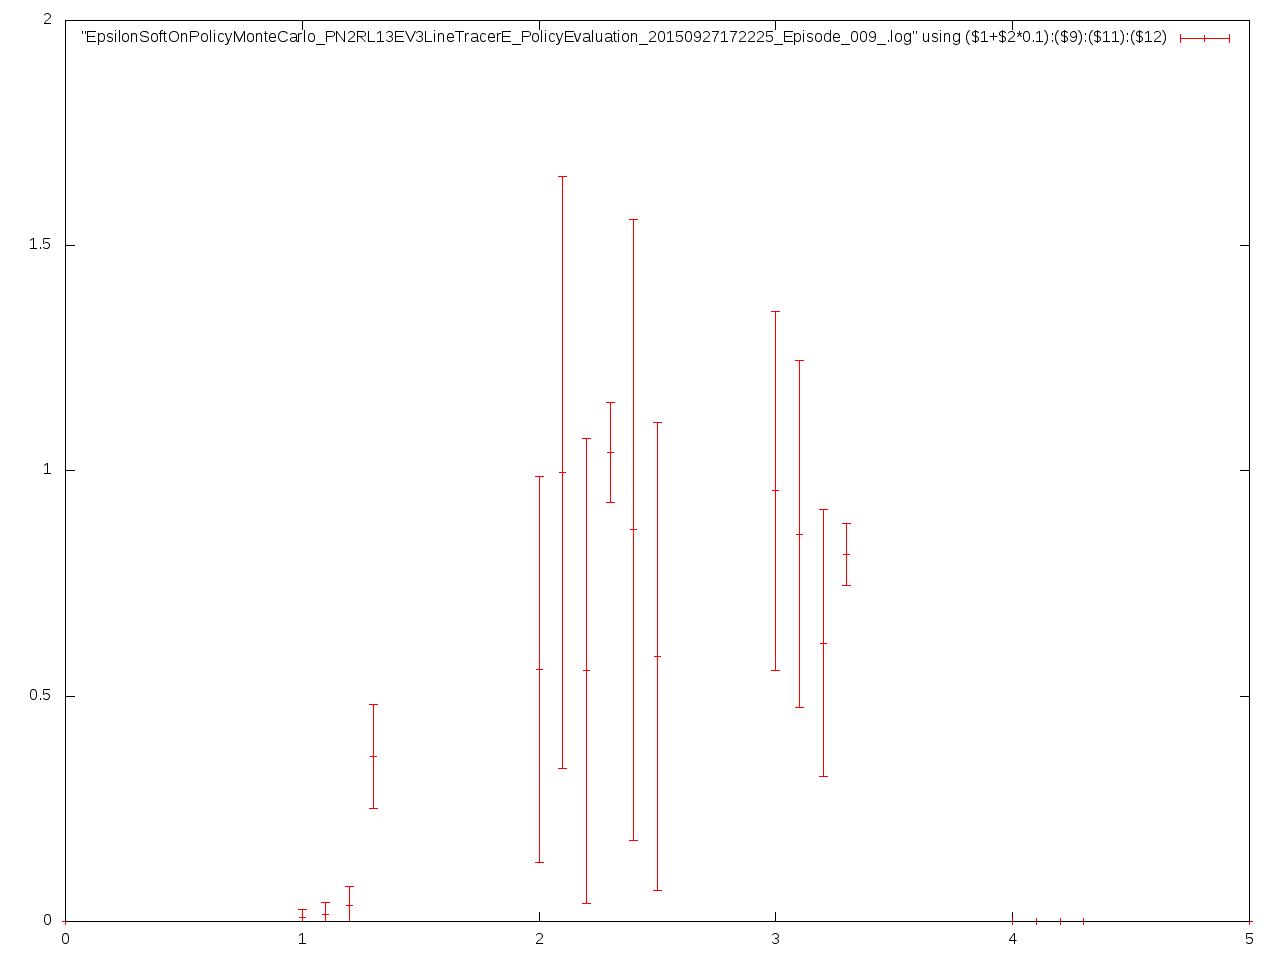 2
"EpsilonSoftOnPolicyMonteCarlo_PN2RL13EV3LineTracerE_PolicyEvaluation_20150927172225_Episode_009_.log" using ($1+$2*0.1):($9):($11):($12)
1.5
1
0.5
0
0 1 2 3 4 5